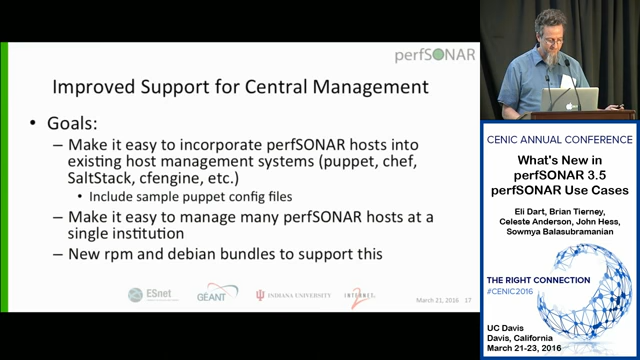 perfSONAR
Improved Support for Central Management
• Goals:
– Make it easy to incorporate perfSONAR hosts into
existing host management systems (puppet, chef,
SaltStack, cfengine, etc.)
• Include sample puppet config files
– Make it easy to manage many perfSONAR hosts at a
single institution
– New rpm and debian bundles to support this
ESnet
GÉANT
INDIANA UNIVERSITY
INTERNET
2
March 21, 2016 17
CENIC ANNUAL CONFERENCE
What's New in
perfSONAR 3.5
perfSONAR Use Cases
Eli Dart, Brian Tierney,
Celeste Anderson, John Hess,
Sowmya Balasubramanian
THE RIGHT CONNECTION
#CENIC2016
UC Davis
Davis, California
March 21-23, 2016